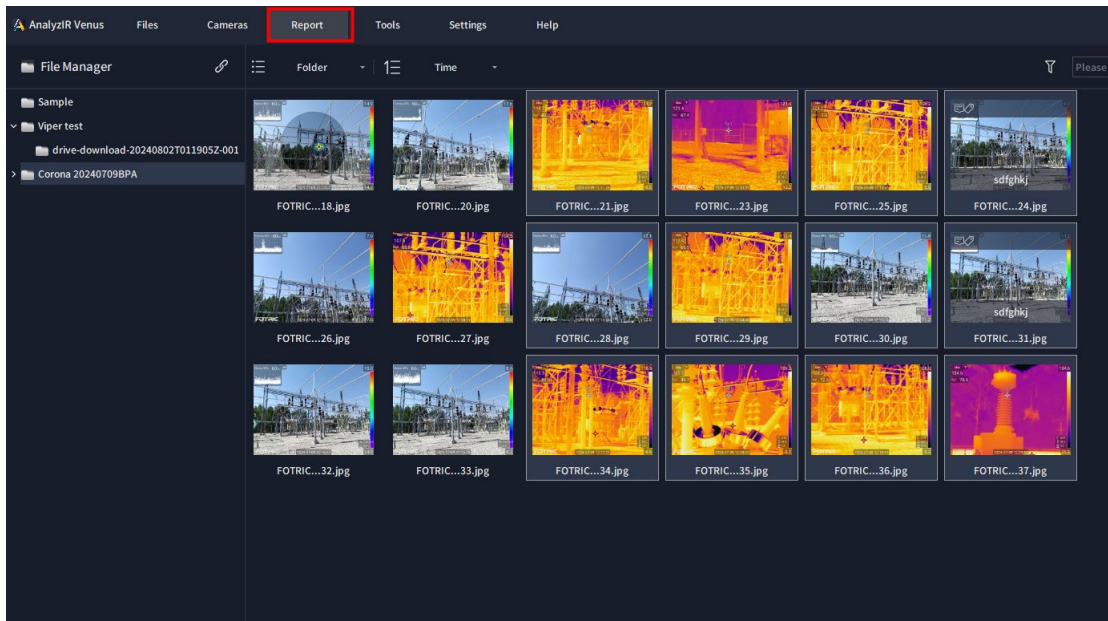 AnalyzIR Venus Files Cameras Report Tools Settings Help
File Manager Folder Time Please
Sample
Viper test
drive-download-20240802T011905Z-001
Corona 20240709BPA
sdfghkj
FOTRIC...18.jpg FOTRIC...20.jpg FOTRIC...21.jpg FOTRIC...23.jpg FOTRIC...25.jpg FOTRIC...24.jpg
sdfghkj
FOTRIC...26.jpg FOTRIC...27.jpg FOTRIC...28.jpg FOTRIC...29.jpg FOTRIC...30.jpg FOTRIC...31.jpg
FOTRIC...32.jpg FOTRIC...33.jpg FOTRIC...34.jpg FOTRIC...35.jpg FOTRIC...36.jpg FOTRIC...37.jpg